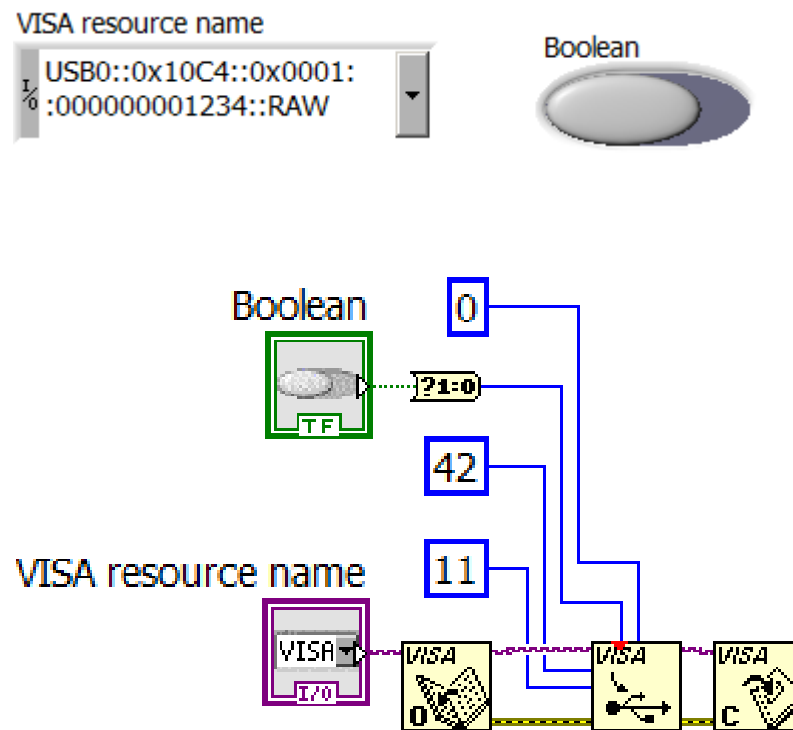 VISA resource name
I/O
USB0::0x10C4::0x0001:
:000000001234::RAW
Boolean
Boolean
0
?1:0
TF
42
11
VISA resource name
VISA
I/O
VISA
O
VISA
VISA
C